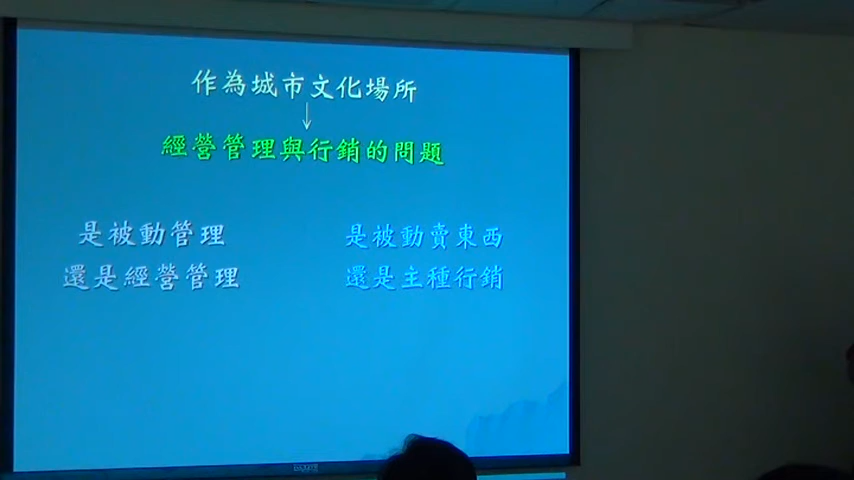 作為城市文化場所
↓
經營管理與行銷的問題
是被動管理
還是經營管理
是被動賣東西
還是主種行銷